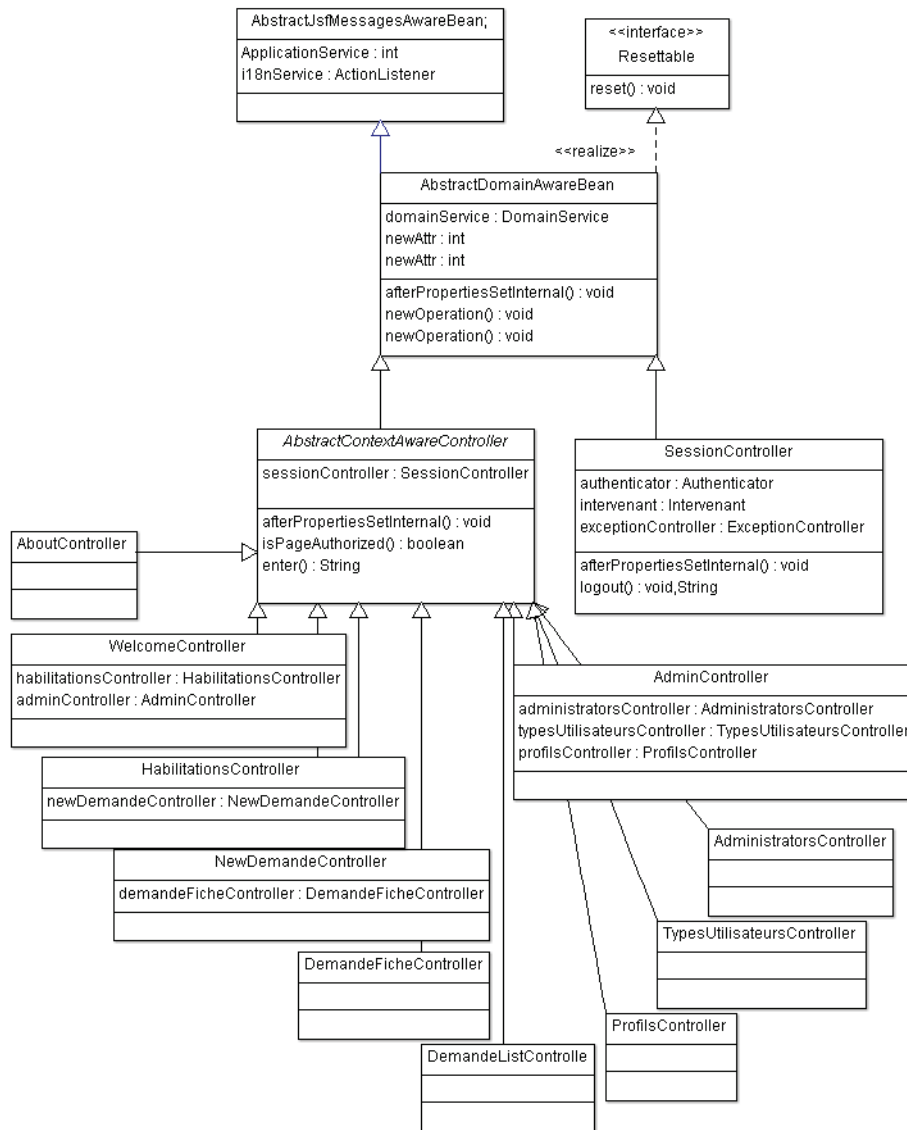 AbstractJsfMessagesAwareBean;
ApplicationService : int
i18nService : ActionListener
<<interface>>
Resettable
reset() : void
<<realize>>
AbstractDomainAwareBean
domainService : DomainService
newAttr : int
newAttr : int
afterPropertiesSetInternal() : void
newOperation() : void
newOperation() : void
AbstractContextAwareController
sessionController : SessionController
afterPropertiesSetInternal() : void
isPageAuthorized() : boolean
enter() : String
SessionController
authenticator : Authenticator
intervenant : Intervenant
exceptionController : ExceptionController
afterPropertiesSetInternal() : void
logout() : void,String
AboutController
WelcomeController
habilitationsController : HabilitationsController
adminController : AdminController
AdminController
administratorsController : AdministratorsController
typesUtilisateursController : TypesUtilisateursController
profilsController : ProfilsController
HabilitationsController
newDemandeController : NewDemandeController
AdministratorsController
NewDemandeController
demandeFicheController : DemandeFicheController
TypesUtilisateursController
DemandeFicheController
ProfilsController
DemandeListControlle